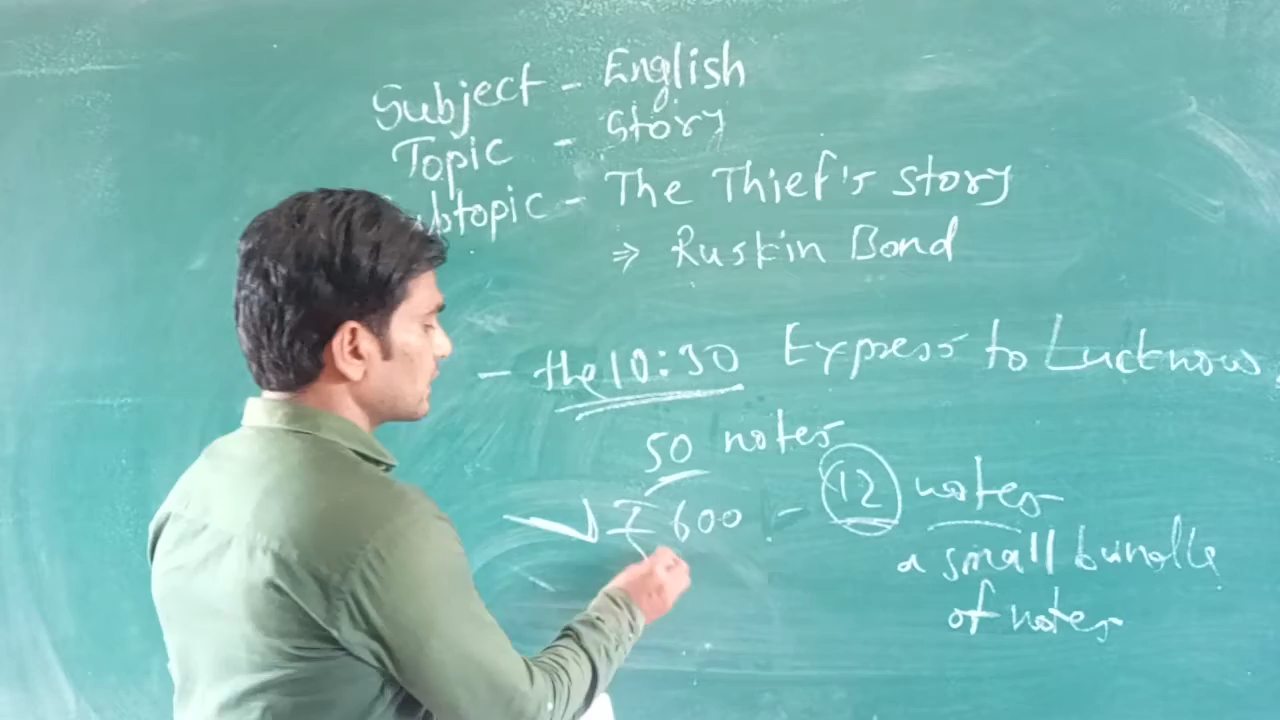 Subject - English
Topic - Story
Subtopic - The Thief's story
⇒ Ruskin Bond
- the 10:30 Express to Lucknow.
50 notes
₹ 600 - 12 notes
a small bundle
of notes